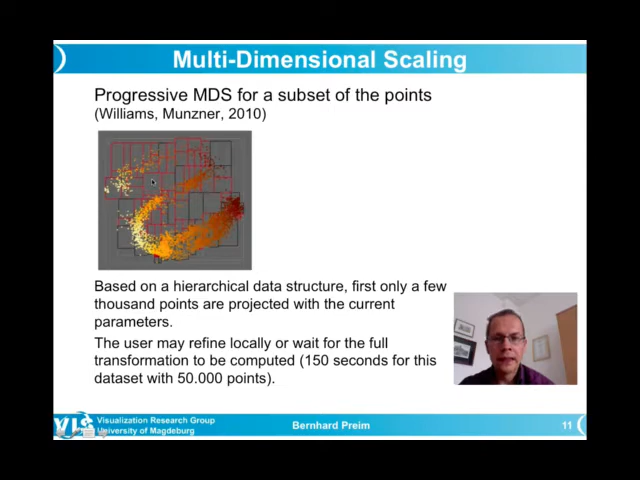 Multi-Dimensional Scaling
Progressive MDS for a subset of the points
(Williams, Munzner, 2010)
Based on a hierarchical data structure, first only a few
thousand points are projected with the current
parameters.
The user may refine locally or wait for the full
transformation to be computed (150 seconds for this
dataset with 50.000 points).
VIS
Visualization Research Group
University of Magdeburg
Bernhard Preim
11